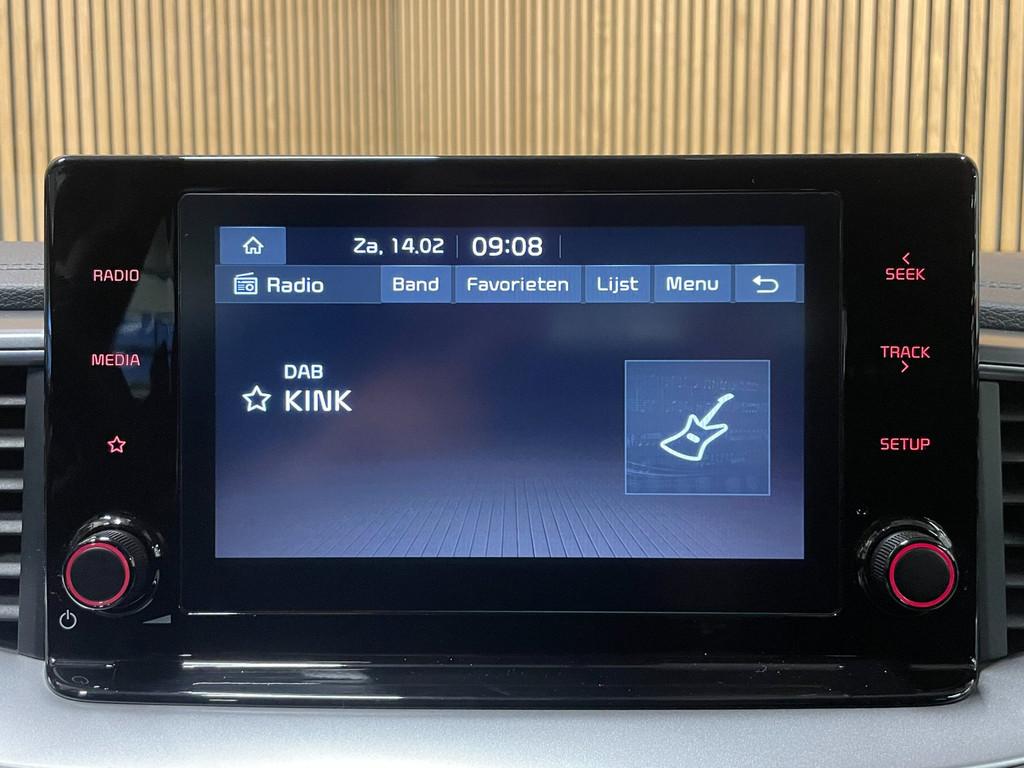 Za, 14.02 09:08
Radio Band Favorieten Lijst Menu
DAB
KINK
RADIO
MEDIA
SEEK
TRACK
SETUP